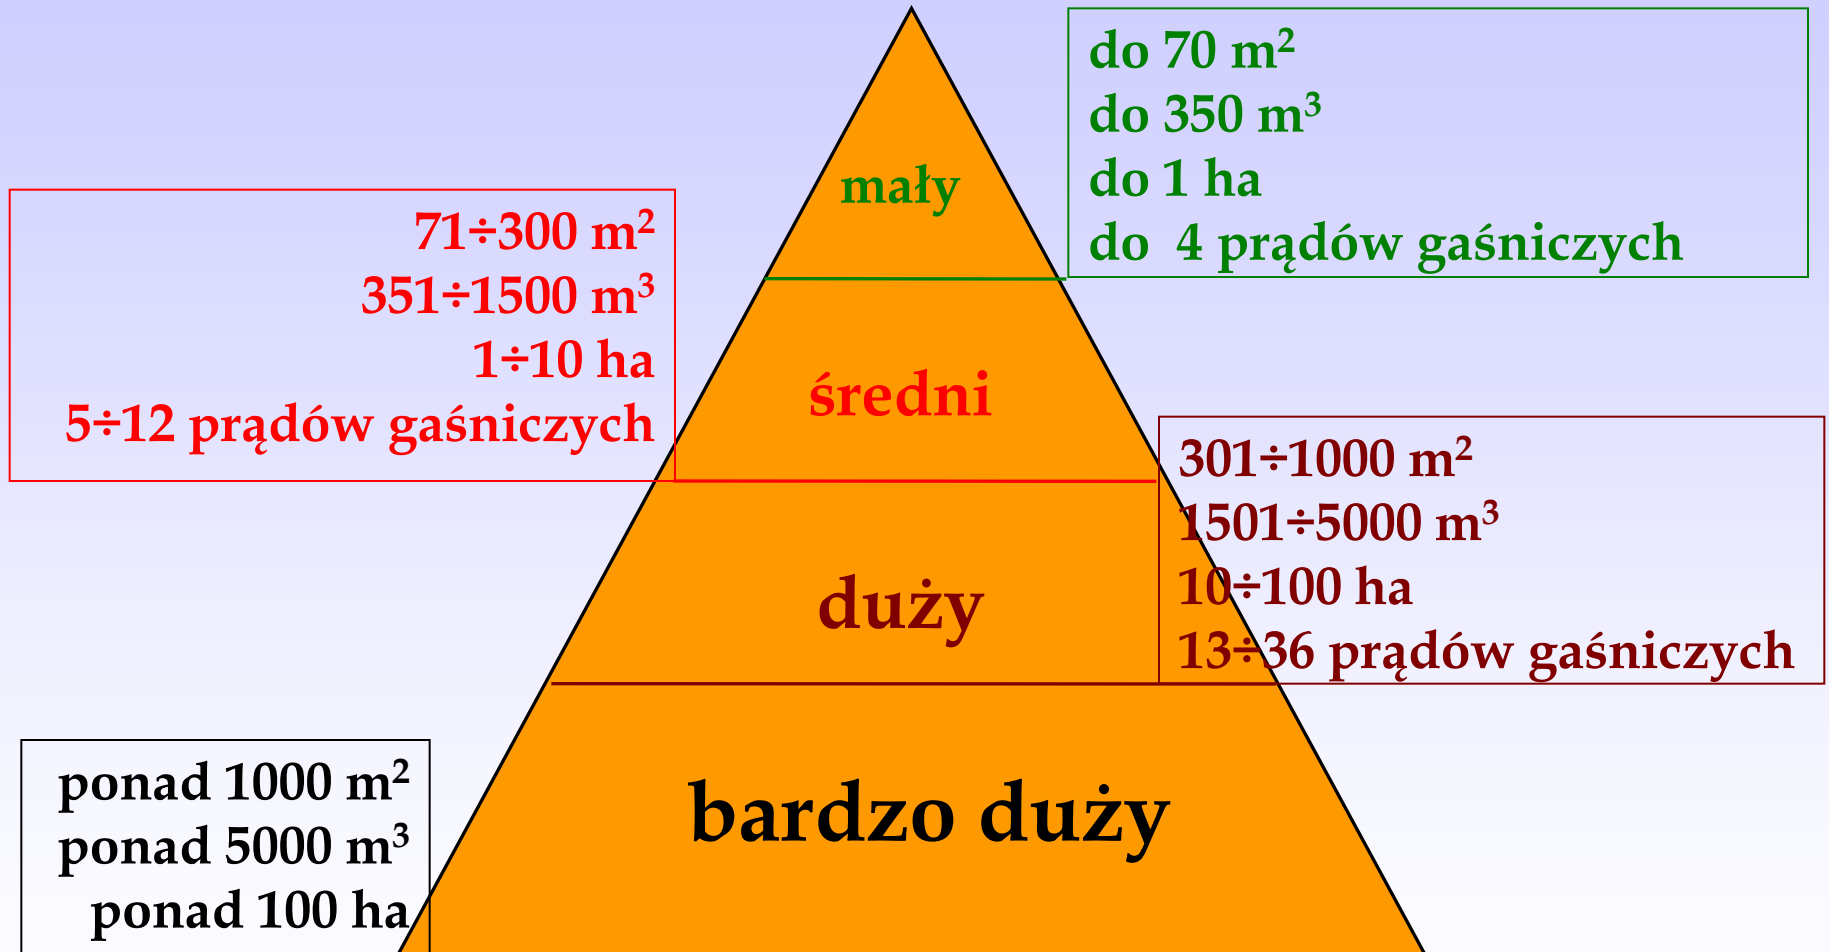 do 70 m²
do 350 m³
do 1 ha
do 4 prądów gaśniczych
mały
71÷300 m²
351÷1500 m³
1÷10 ha
5÷12 prądów gaśniczych
średni
301÷1000 m²
1501÷5000 m³
10÷100 ha
13÷36 prądów gaśniczych
duży
ponad 1000 m²
ponad 5000 m³
ponad 100 ha
bardzo duży